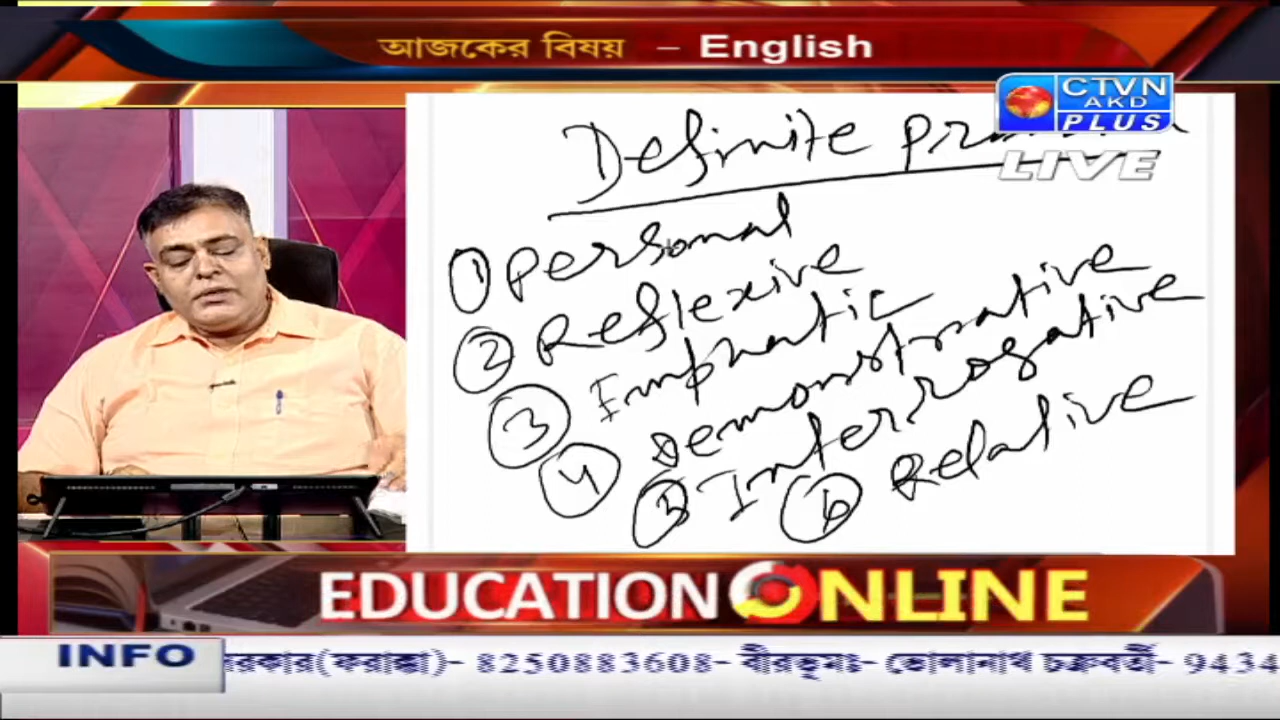 আজকের বিষয় – English
CTVN
AKD
PLUS
LIVE
Definite
① Personal
② Reflexive
③ Emphatic
④ Demonstrative
⑤ Interrogative
⑥ Relative
EDUCATION ONLINE
INFO
(ফরাক্কা)- 8250883608- বীরভূমঃ- ভোলানাথ চক্রবর্তী- 9434